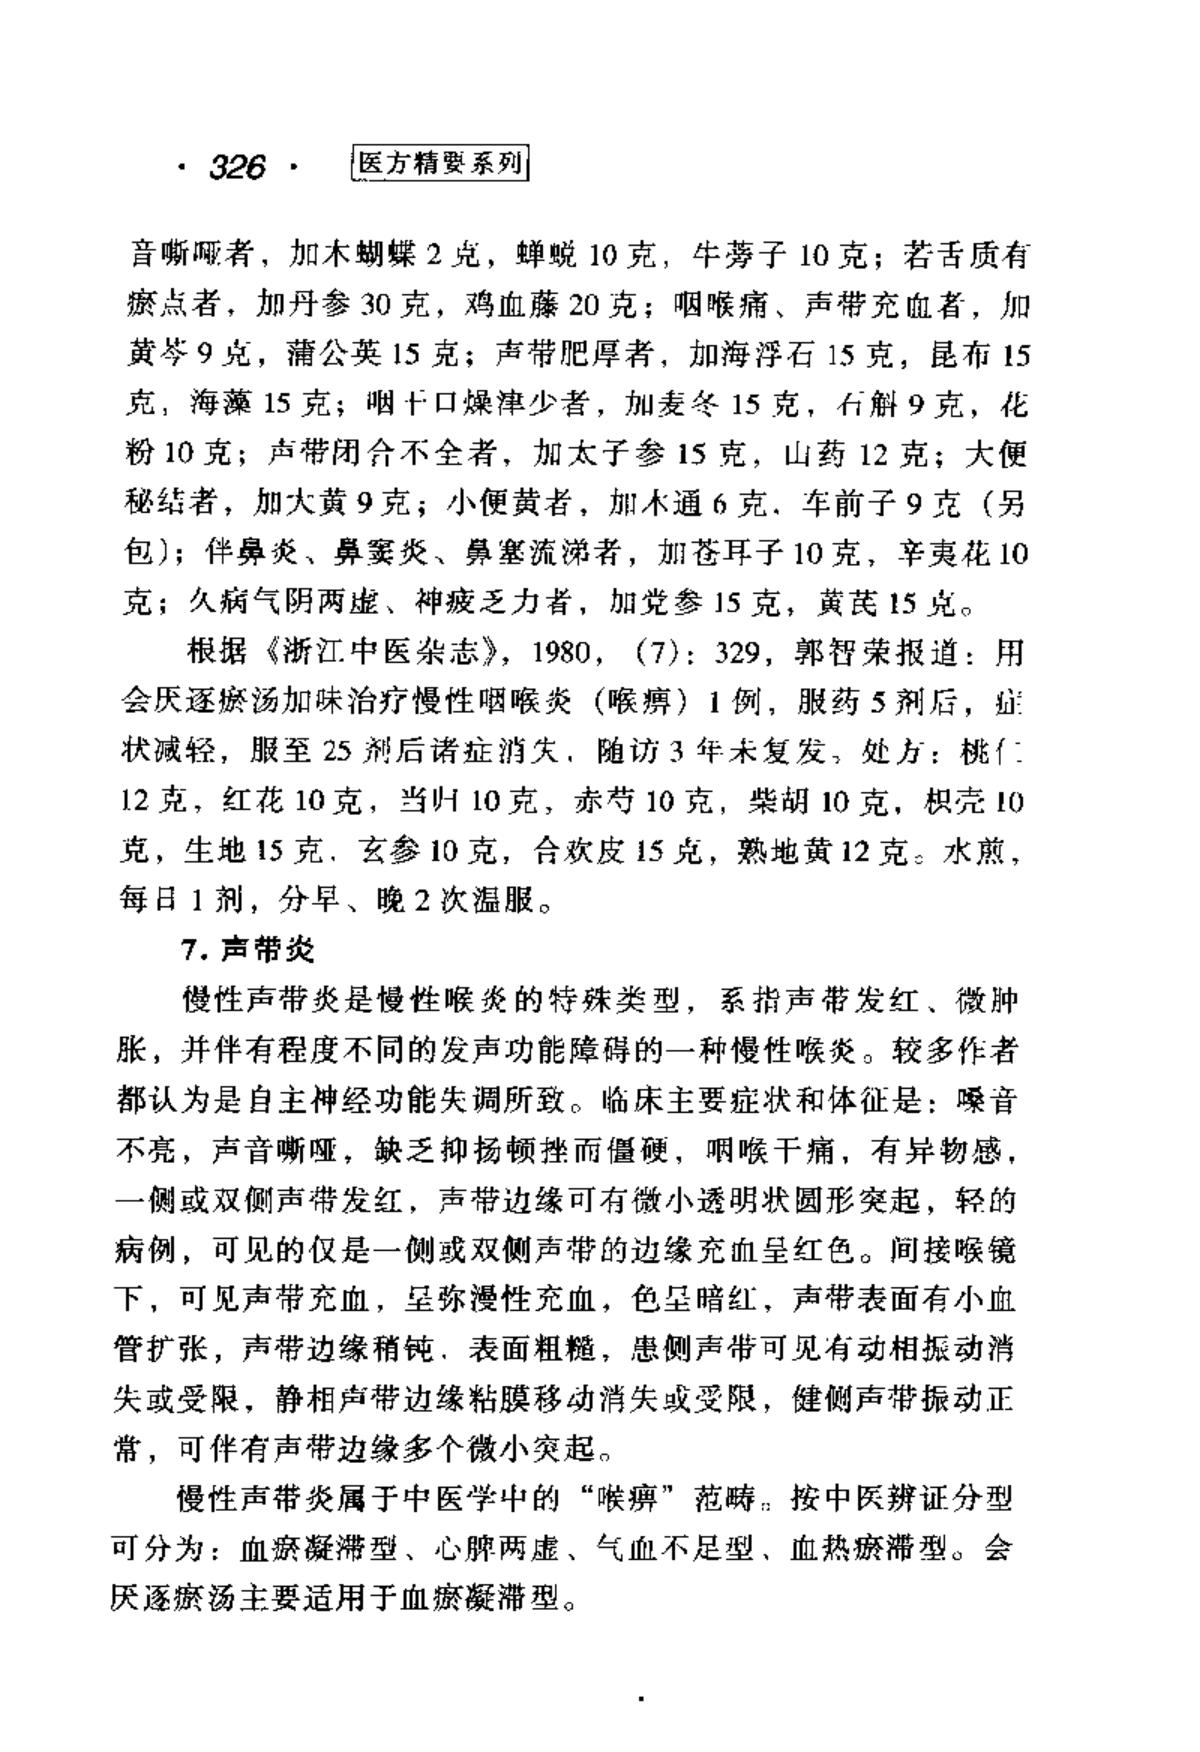 · 326 · 医方精要系列
音嘶哑者，加木蝴蝶 2 克，蝉蜕 10 克，牛蒡子 10 克；若舌质有
瘀点者，加丹参 30 克，鸡血藤 20 克；咽喉痛、声带充血者，加
黄芩 9 克，蒲公英 15 克；声带肥厚者，加海浮石 15 克，昆布 15
克，海藻 15 克；咽干口燥津少者，加麦冬 15 克，石斛 9 克，花
粉 10 克；声带闭合不全者，加太子参 15 克，山药 12 克；大便
秘结者，加大黄 9 克；小便黄者，加木通 6 克，车前子 9 克（另
包）；伴鼻炎、鼻窦炎、鼻塞流涕者，加苍耳子 10 克，辛夷花 10
克；久病气阴两虚、神疲乏力者，加党参 15 克，黄芪 15 克。
根据《浙江中医杂志》，1980，（7）：329，郭智荣报道：用
会厌逐瘀汤加味治疗慢性咽喉炎（喉痹）1 例，服药 5 剂后，症
状减轻，服至 25 剂后诸症消失，随访 3 年未复发。处方：桃仁
12 克，红花 10 克，当归 10 克，赤芍 10 克，柴胡 10 克，枳壳 10
克，生地 15 克，玄参 10 克，合欢皮 15 克，熟地黄 12 克。水煎，
每日 1 剂，分早、晚 2 次温服。
7. 声带炎
慢性声带炎是慢性喉炎的特殊类型，系指声带发红、微肿
胀，并伴有程度不同的发声功能障碍的一种慢性喉炎。较多作者
都认为是自主神经功能失调所致。临床主要症状和体征是：嗓音
不亮，声音嘶哑，缺乏抑扬顿挫而僵硬，咽喉干痛，有异物感，
一侧或双侧声带发红，声带边缘可有微小透明状圆形突起，轻的
病例，可见的仅是一侧或双侧声带的边缘充血呈红色。间接喉镜
下，可见声带充血，呈弥漫性充血，色呈暗红，声带表面有小血
管扩张，声带边缘稍钝，表面粗糙，患侧声带可见有动相振动消
失或受限，静相声带边缘粘膜移动消失或受限，健侧声带振动正
常，可伴有声带边缘多个微小突起。
慢性声带炎属于中医学中的“喉痹”范畴。按中医辨证分型
可分为：血瘀凝滞型、心脾两虚、气血不足型、血热瘀滞型。会
厌逐瘀汤主要适用于血瘀凝滞型。